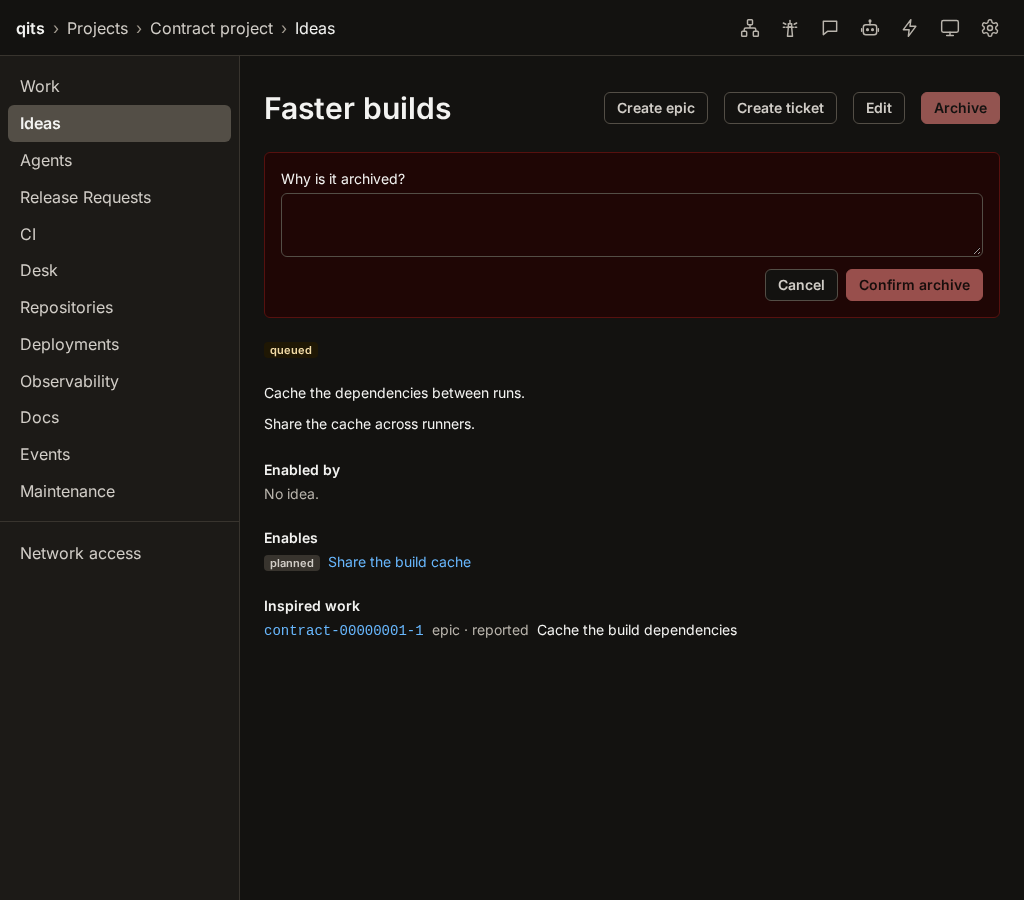 qits › Projects › Contract project › Ideas
Work
Ideas
Agents
Release Requests
CI
Desk
Repositories
Deployments
Observability
Docs
Events
Maintenance
Network access
Faster builds
Create epic
Create ticket
Edit
Archive
Why is it archived?
Cancel
Confirm archive
queued
Cache the dependencies between runs.
Share the cache across runners.
Enabled by
No idea.
Enables
planned Share the build cache
Inspired work
contract-00000001-1 epic · reported Cache the build dependencies